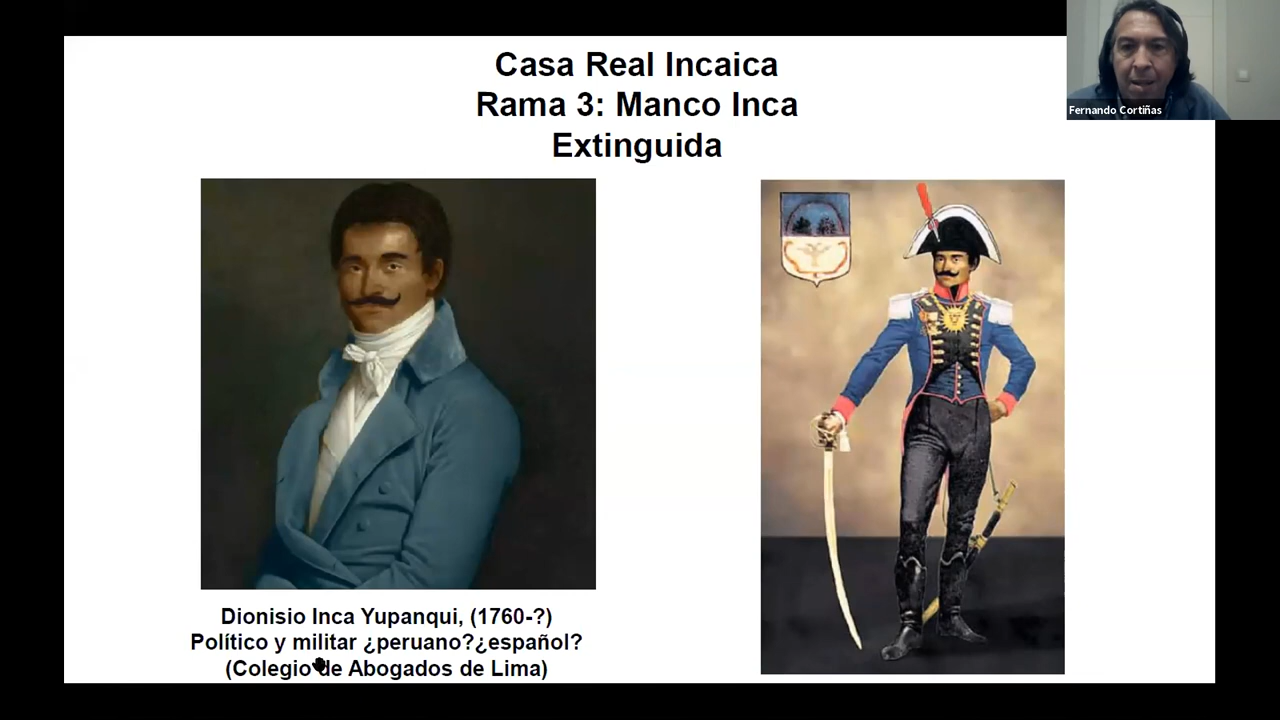 Casa Real Incaica
Rama 3: Manco Inca
Extinguida
Fernando Cortiñas
Dionisio Inca Yupanqui, (1760-?)
Político y militar ¿peruano?¿español?
(Colegio de Abogados de Lima)